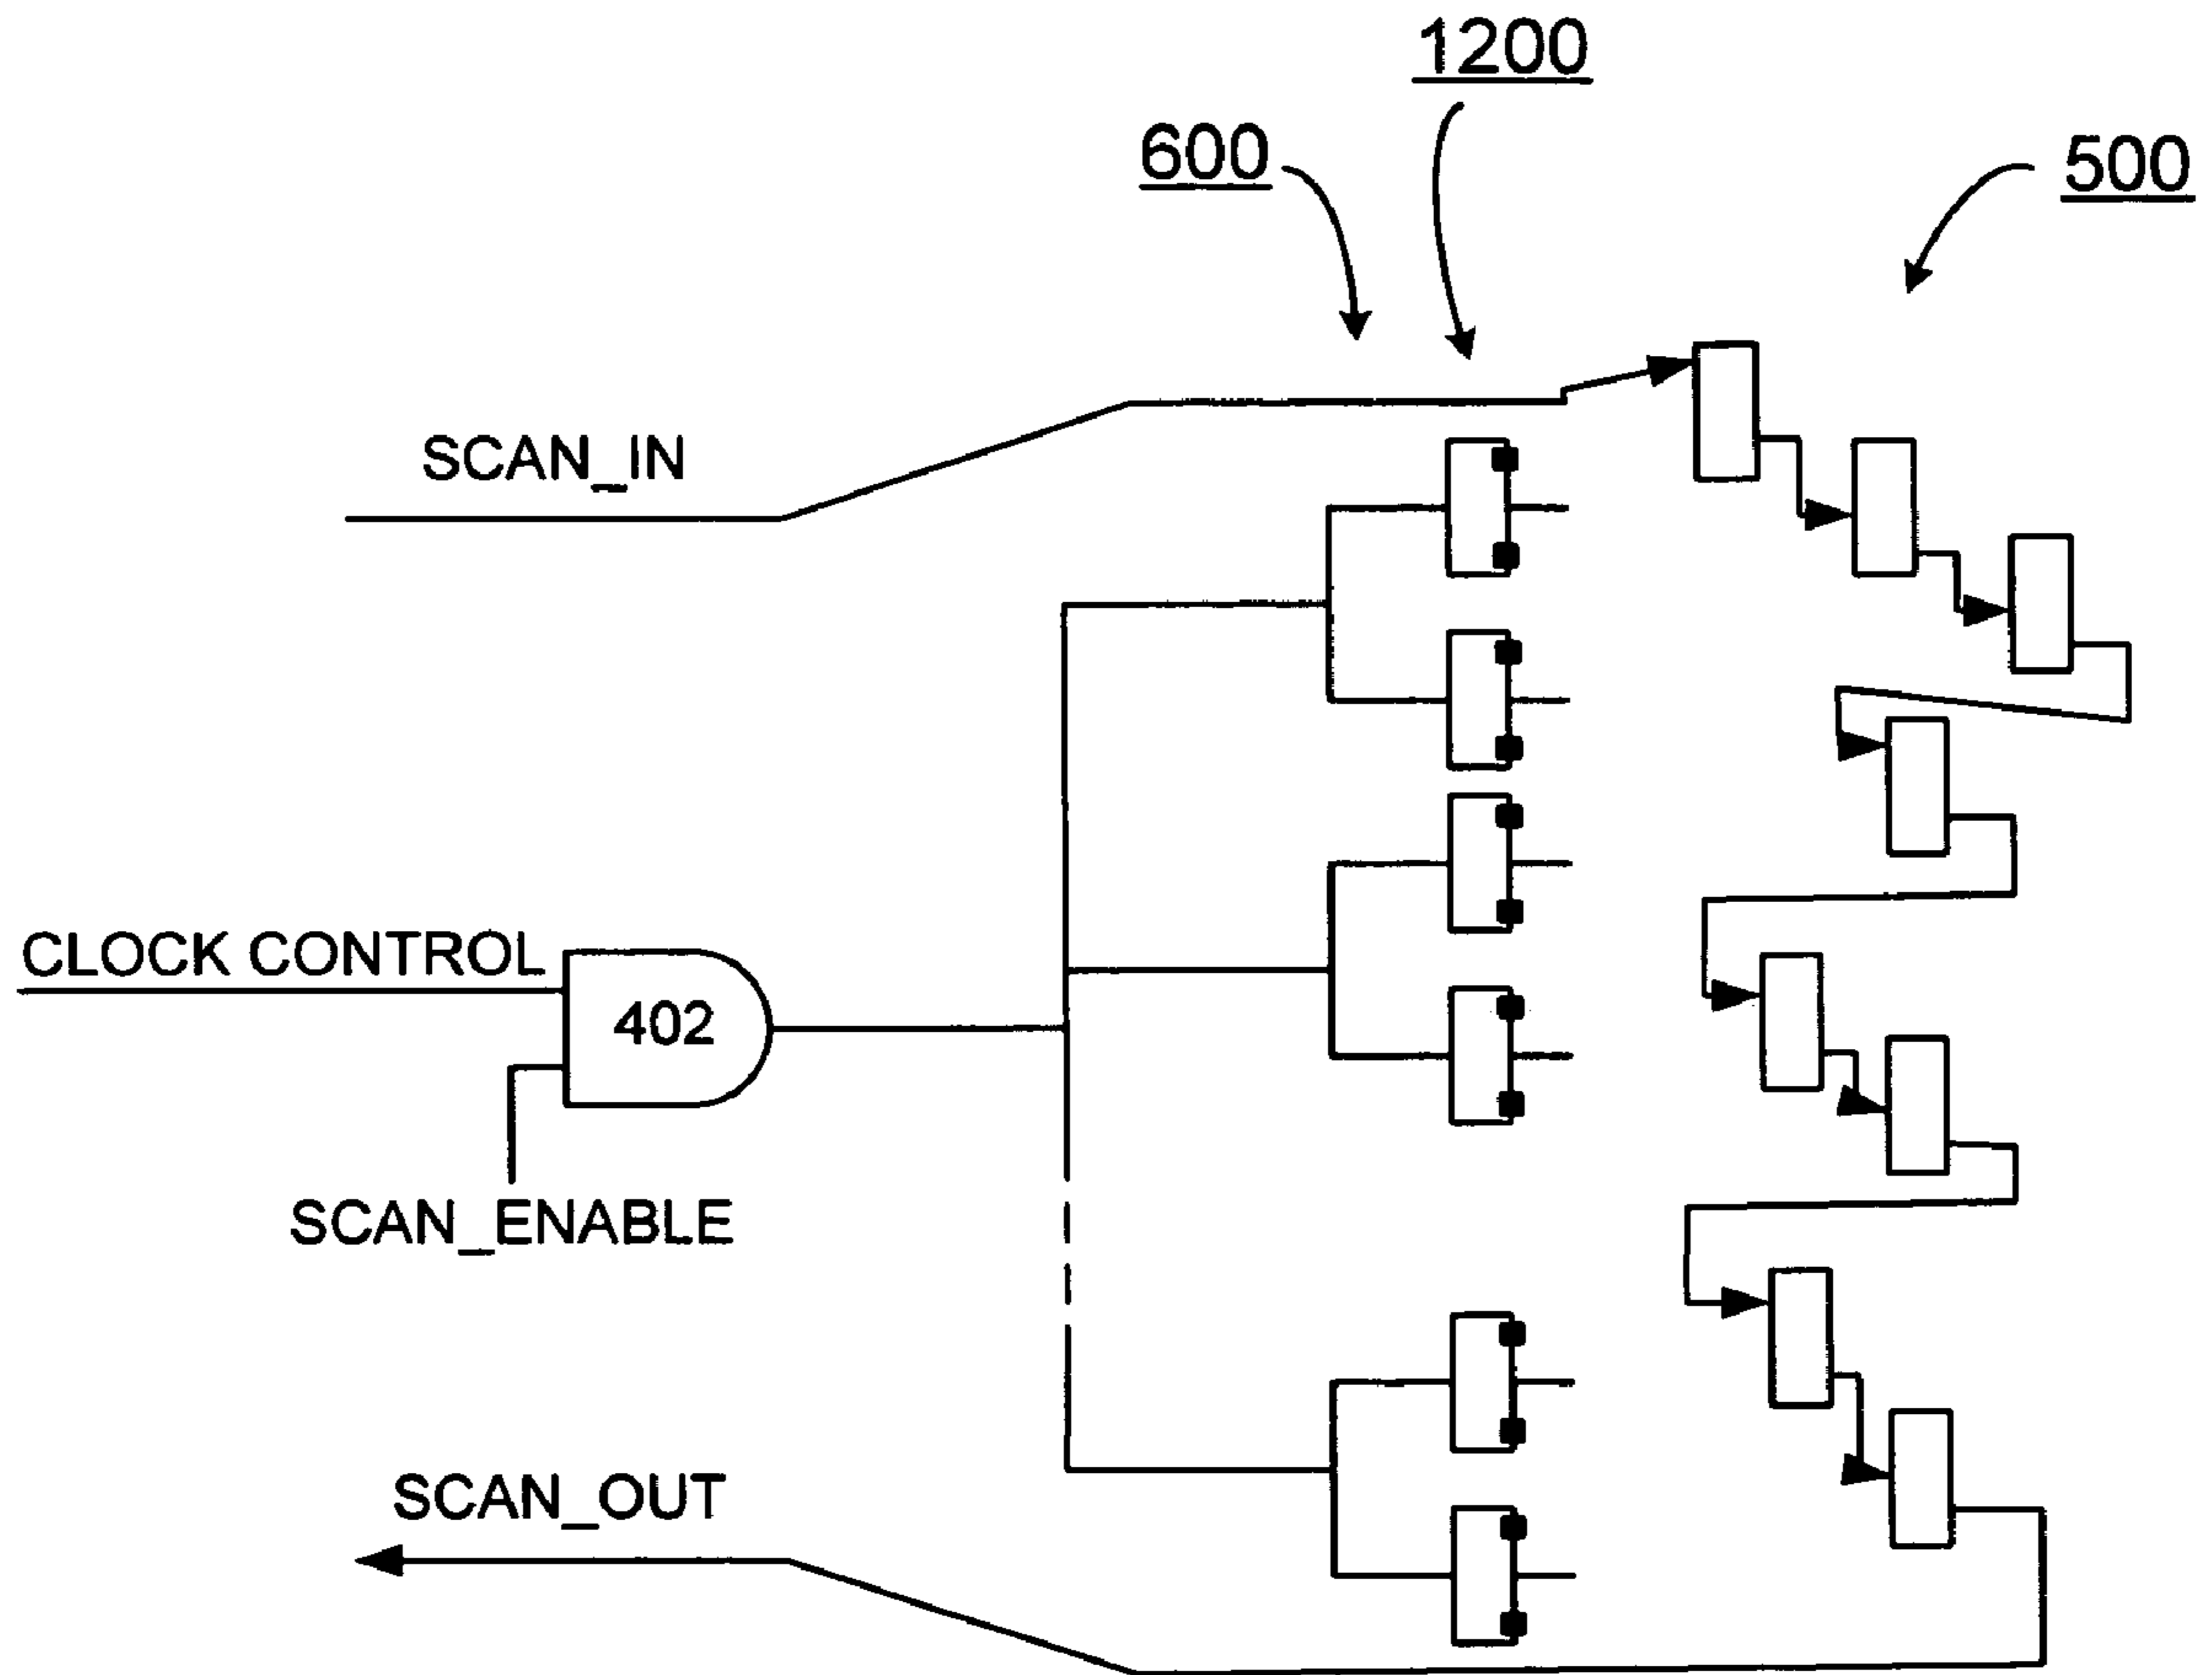 1200
600
500
SCAN_IN
CLOCK CONTROL
402
SCAN_ENABLE
SCAN_OUT